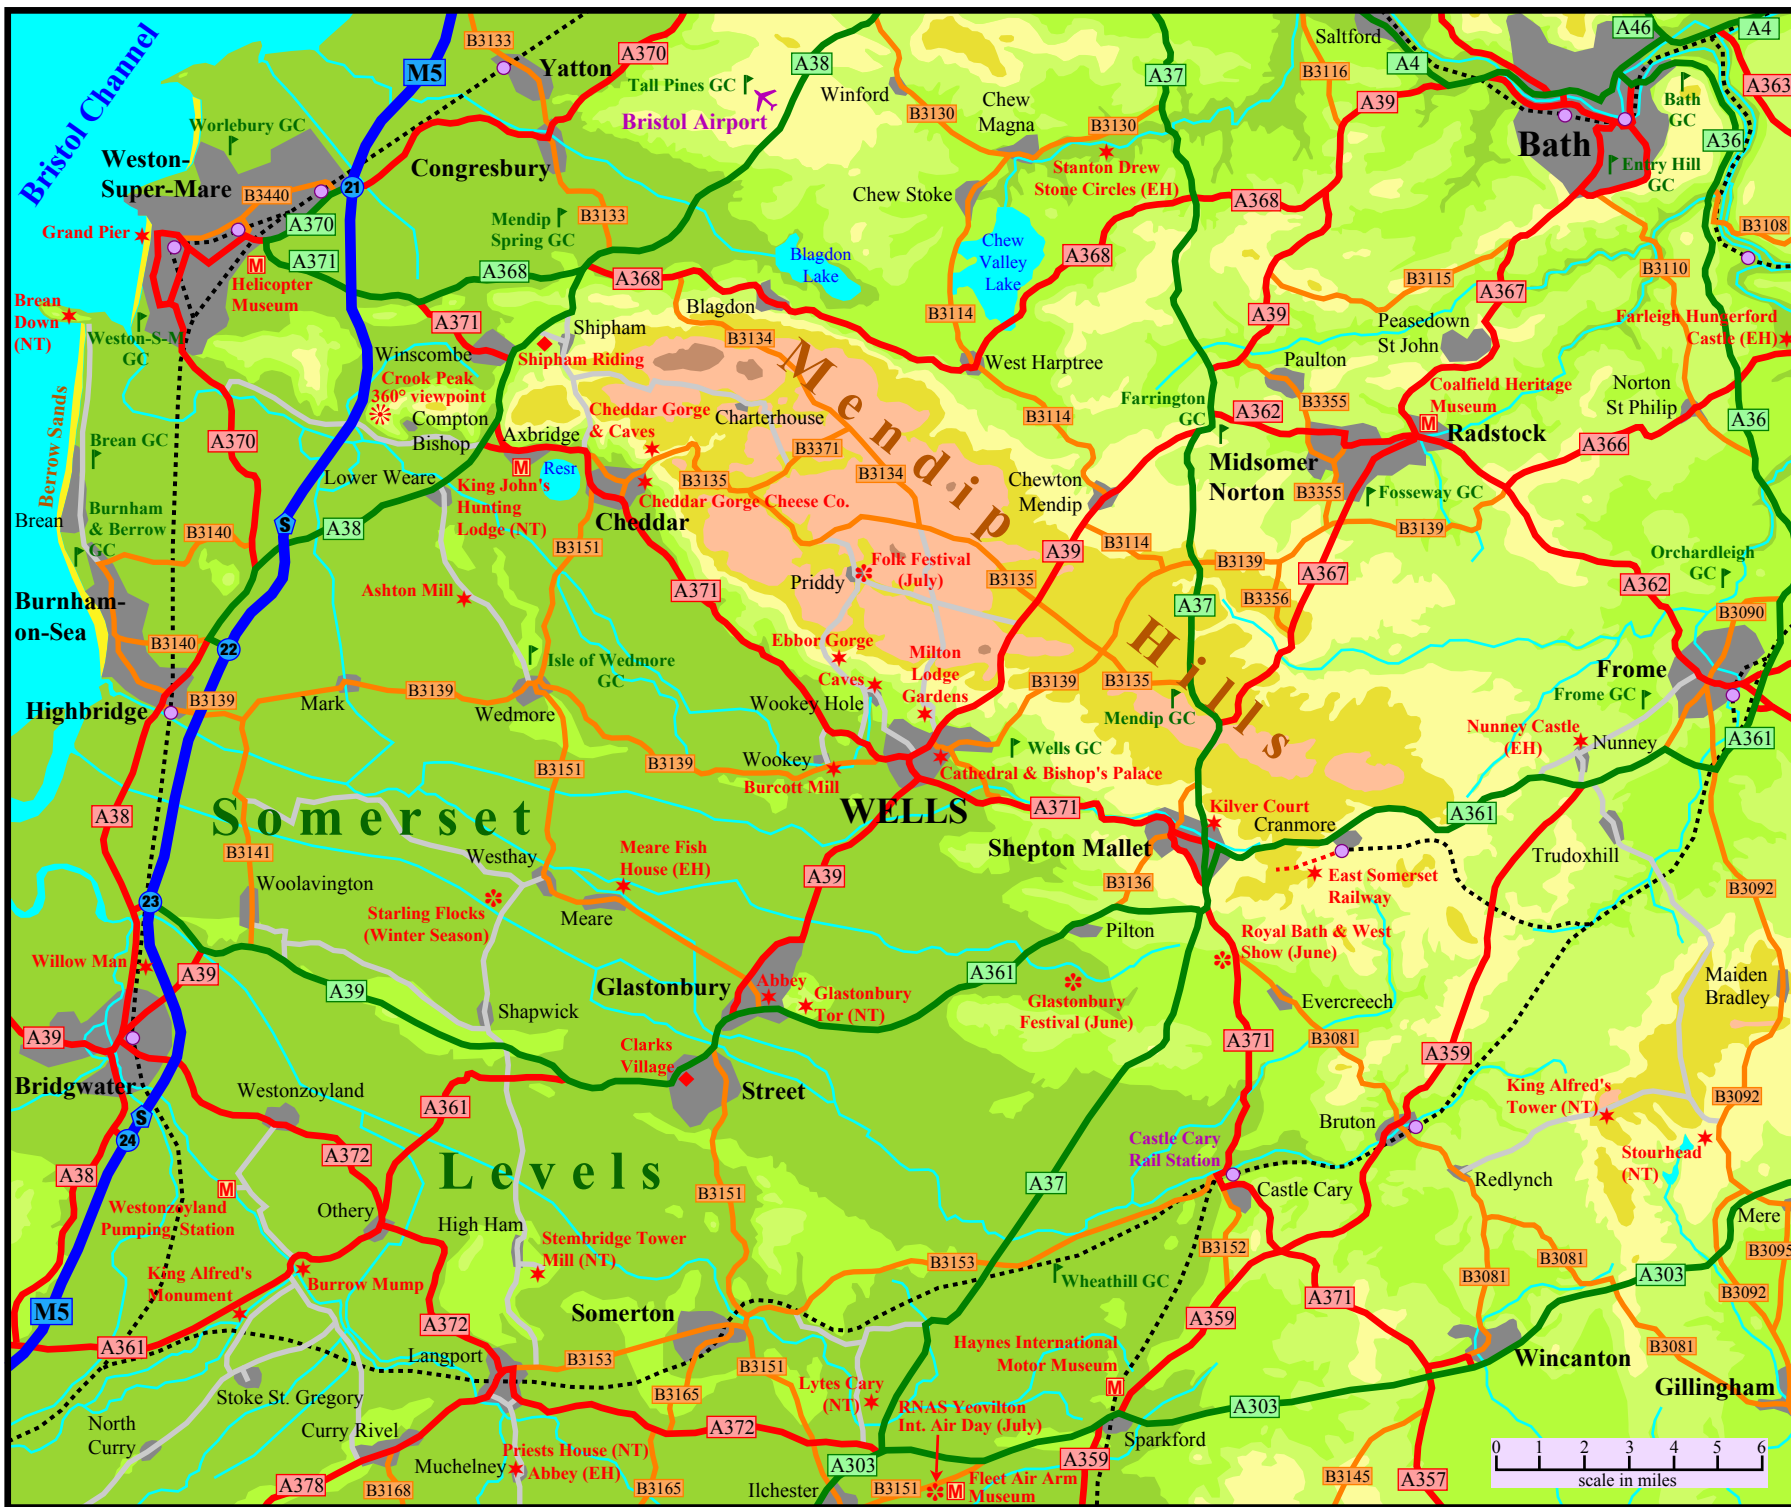 Bristol Channel
M5
B3133
Yatton
A370
A38
Tall Pines GC
Bristol Airport
Winford
B3130
Chew
Magna
A37
B3130
Stanton Drew
Stone Circles (EH)
Saltford
A4
B3116
A39
A46
A4
A363
Bath
GC
A36
Bath
Entry Hill
GC
Worlebury GC
Weston-
Super-Mare
B3440
21
Congresbury
Grand Pier
A370
A371
M
Helicopter
Museum
Mendip
Spring GC
B3133
A368
A368
Chew Stoke
Blagdon
Lake
Chew
Valley
Lake
A368
A368
B3108
B3110
B3115
A367
Farleigh Hungerford
Castle (EH)
Brean
Down
(NT)
Weston-S-M
GC
A371
Shipham
Shipham Riding
Winscombe
Crook Peak
360° viewpoint
Compton
Bishop
Blagdon
B3134
B3114
West Harptree
A39
Peasedown
St John
Paulton
Mendip
Hills
Berrow Sands
Brean GC
A370
Axbridge
Cheddar Gorge
& Caves
Charterhouse
B3371
B3134
B3135
Cheddar Gorge Cheese Co.
B3114
Farrington
GC
A362
B3355
Coalfield Heritage
Museum
M
Radstock
Norton
St Philip
A366
A36
Midsomer
Norton
B3355
Fosseway GC
B3139
Lower Weare
M
Resr
King John's
Hunting
Lodge (NT)
Cheddar
Chewton
Mendip
Brean
Burnham
& Berrow
GC
B3140
S
A38
B3151
A39
B3114
B3139
A367
Orchardleigh
GC
Burnham-
on-Sea
B3140
22
Ashton Mill
A371
Priddy
Folk Festival
(July)
B3135
A37
B3356
A362
B3090
Frome
Frome GC
Highbridge
B3139
Mark
B3139
Isle of Wedmore
GC
Wedmore
Ebbor Gorge
Caves
Wookey Hole
Milton
Lodge
Gardens
B3139
B3135
Mendip GC
Nunney Castle
(EH)
Nunney
A361
B3151
B3139
Wookey
Burcott Mill
Wells GC
Cathedral & Bishop's Palace
WELLS
A371
A38
Somerset
Kilver Court
Cranmore
A361
Shepton Mallet
Trudoxhill
B3141
Westhay
Meare Fish
House (EH)
A39
B3136
East Somerset
Railway
B3092
Woolavington
Starling Flocks
(Winter Season)
Meare
23
Willow Man
A39
A39
Pilton
Royal Bath & West
Show (June)
Maiden
Bradley
Glastonbury
Abbey
Glastonbury
Tor (NT)
A361
Glastonbury
Festival (June)
Evercreech
A39
Shapwick
Clarks
Village
Street
A371
B3081
A359
Bridgwater
Westonzoyland
A361
S
24
A372
A38
King Alfred's
Tower (NT)
B3092
Bruton
Castle Cary
Rail Station
Stourhead
(NT)
Redlynch
Levels
B3151
A37
Castle Cary
M
Westonzoyland
Pumping Station
Othery
High Ham
Stembridge Tower
Mill (NT)
B3153
Wheathill GC
B3152
B3081
B3081
A303
Mere
B3095
B3092
King Alfred's
Monument
Burrow Mump
M5
A361
A372
Somerton
Langport
B3153
B3151
A359
A371
Haynes International
Motor Museum
M
Wincanton
B3081
Gillingham
Stoke St. Gregory
B3165
Lytes Cary
(NT)
RNAS Yeovilton
Int. Air Day (July)
A303
North
Curry
Curry Rivel
A372
Sparkford
Priests House (NT)
Abbey (EH)
Muchelney
A378
B3168
B3165
A303
Ilchester
B3151
M
Fleet Air Arm
Museum
A359
B3145
A357
0 1 2 3 4 5 6
scale in miles